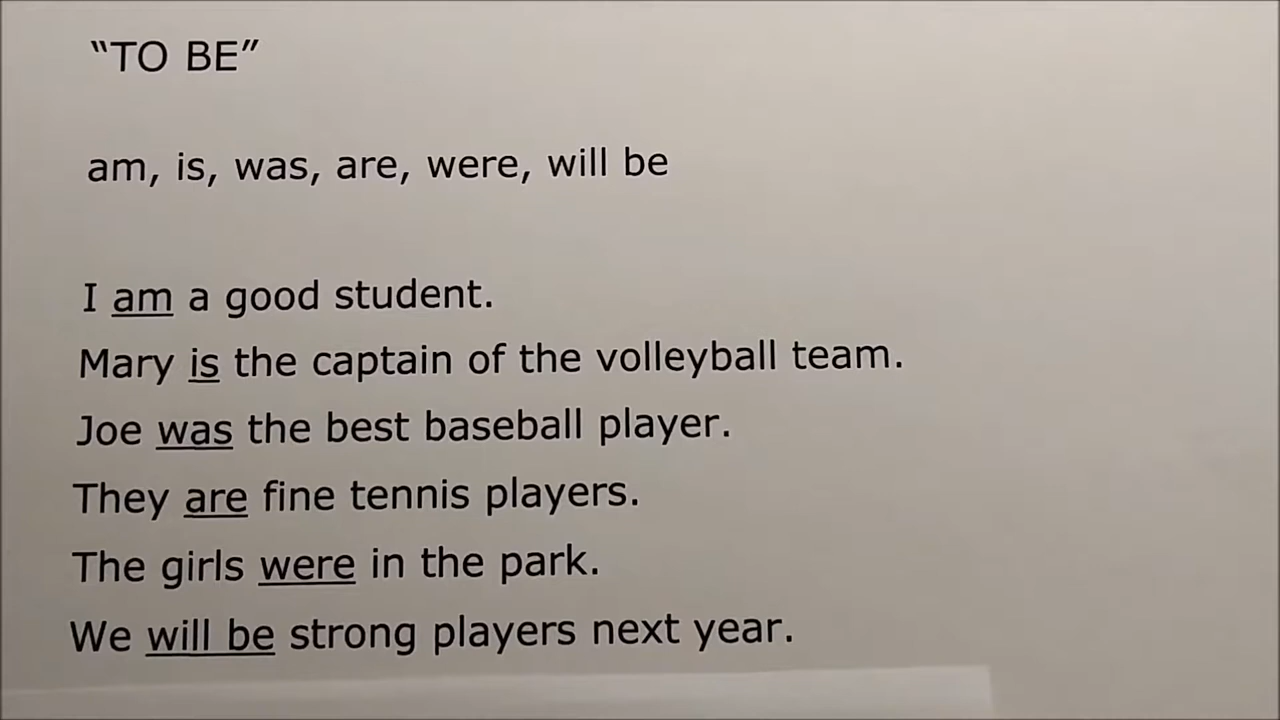 “TO BE”
am, is, was, are, were, will be
I am a good student.
Mary is the captain of the volleyball team.
Joe was the best baseball player.
They are fine tennis players.
The girls were in the park.
We will be strong players next year.